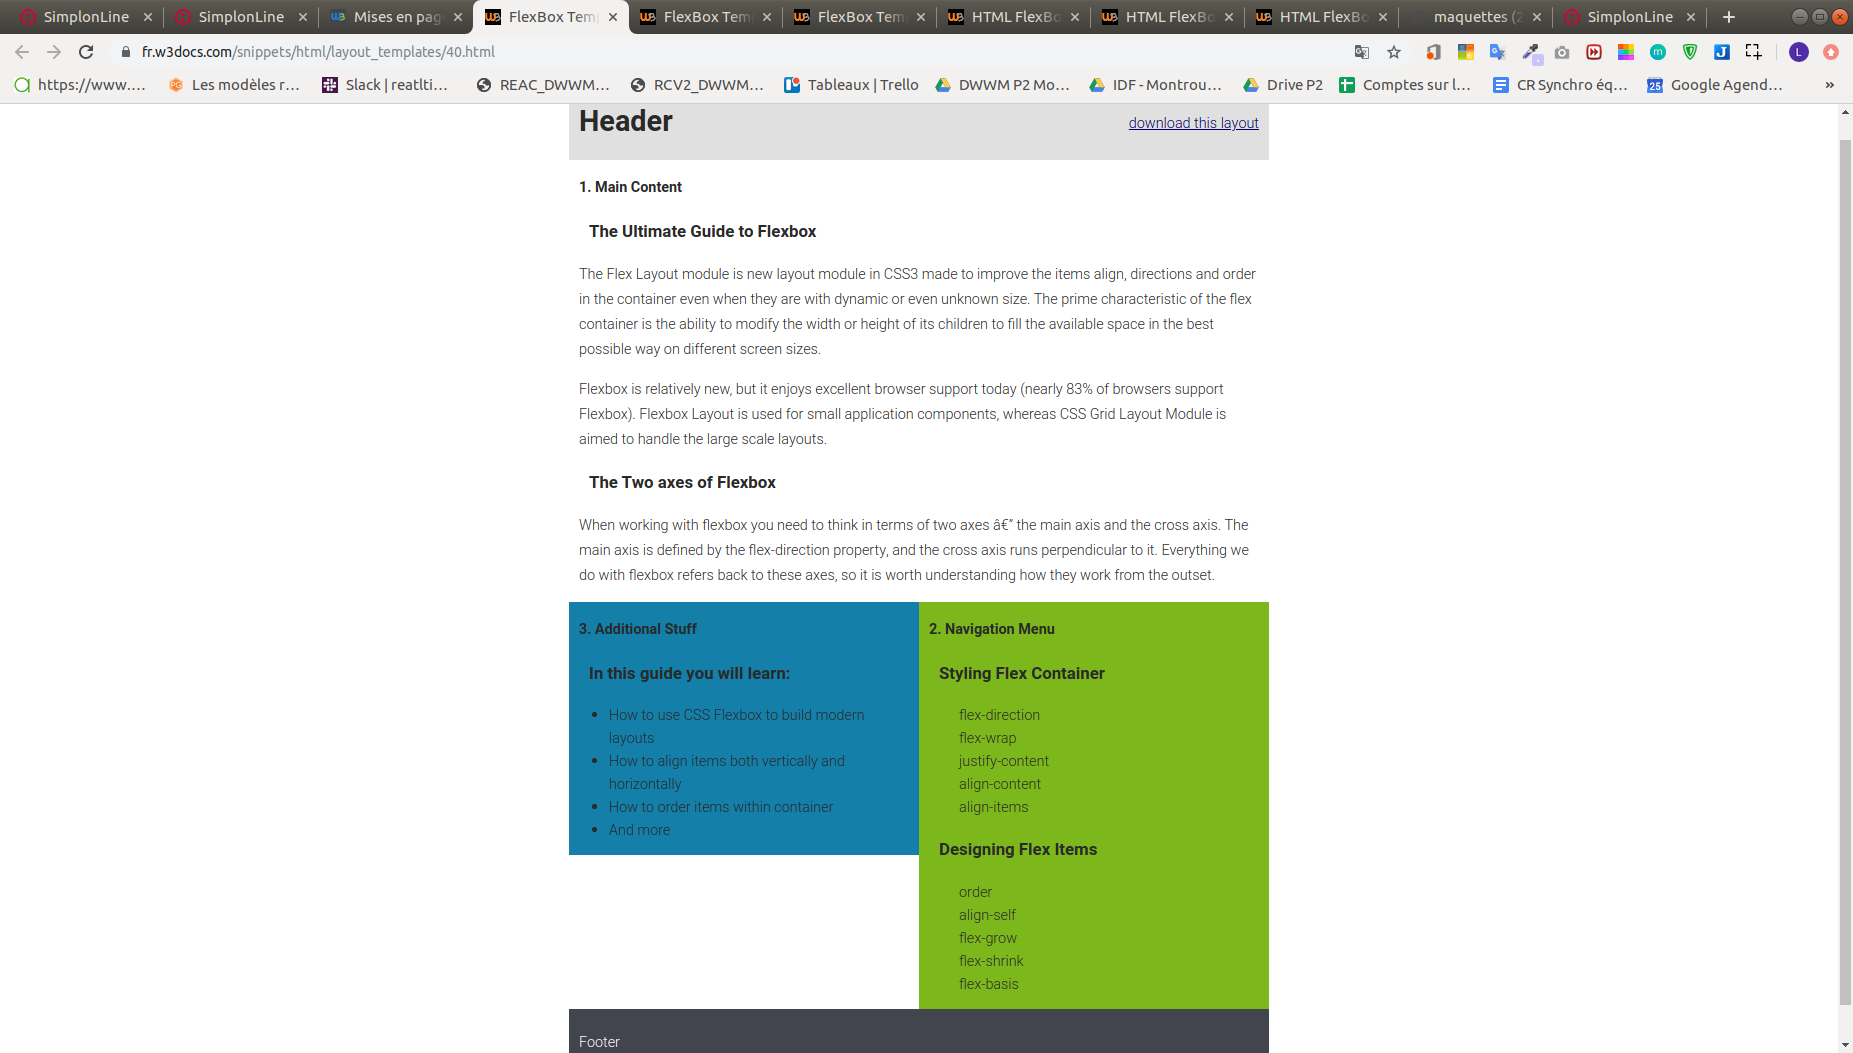 SimplonLine
SimplonLine
Mises en pag
FlexBox Tem
FlexBox Tem
FlexBox Tem
HTML FlexBo
HTML FlexBo
HTML FlexBo
maquettes (2
SimplonLine
fr.w3docs.com/snippets/html/layout_templates/40.html
L
https://www.... Les modèles r... Slack | reatlti... REAC_DWWM... RCV2_DWWM... Tableaux | Trello DWWM P2 Mo... IDF - Montrou... Drive P2 Comptes sur l... CR Synchro éq... Google Agend... »
Header
download this layout
1. Main Content
The Ultimate Guide to Flexbox
The Flex Layout module is new layout module in CSS3 made to improve the items align, directions and order
in the container even when they are with dynamic or even unknown size. The prime characteristic of the flex
container is the ability to modify the width or height of its children to fill the available space in the best
possible way on different screen sizes.
Flexbox is relatively new, but it enjoys excellent browser support today (nearly 83% of browsers support
Flexbox). Flexbox Layout is used for small application components, whereas CSS Grid Layout Module is
aimed to handle the large scale layouts.
The Two axes of Flexbox
When working with flexbox you need to think in terms of two axes â€” the main axis and the cross axis. The
main axis is defined by the flex-direction property, and the cross axis runs perpendicular to it. Everything we
do with flexbox refers back to these axes, so it is worth understanding how they work from the outset.
3. Additional Stuff
In this guide you will learn:
• How to use CSS Flexbox to build modern
layouts
• How to align items both vertically and
horizontally
• How to order items within container
• And more
2. Navigation Menu
Styling Flex Container
flex-direction
flex-wrap
justify-content
align-content
align-items
Designing Flex Items
order
align-self
flex-grow
flex-shrink
flex-basis
Footer